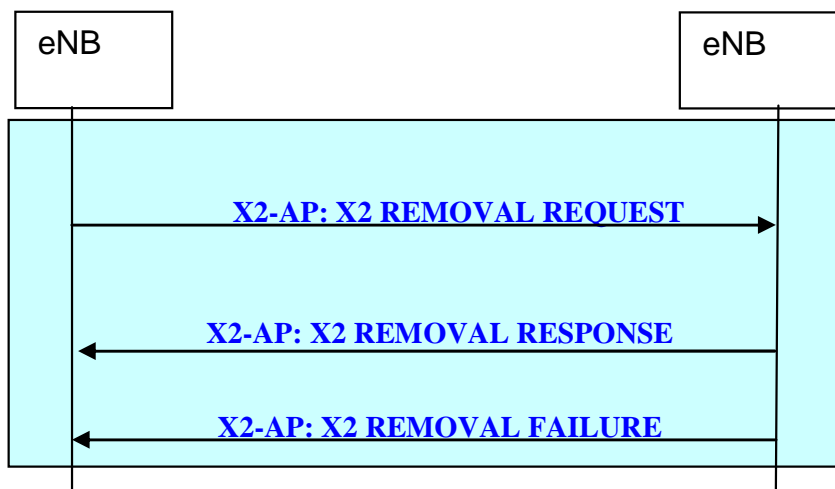 eNB
eNB
X2-AP: X2 REMOVAL REQUEST
X2-AP: X2 REMOVAL RESPONSE
X2-AP: X2 REMOVAL FAILURE